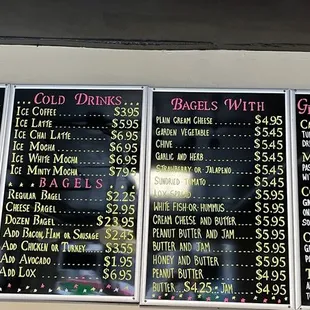 ...Cold Drinks...
Ice Coffee $3.95
Ice Latte $5.95
Ice Chai Latte $6.95
Ice Mocha $6.95
Ice White Mocha $6.95
Ice Minty Mocha $7.95
Bagels
Regular Bagel $2.25
Cheese Bagel $2.95
Dozen Bagel $23.95
Add Bacon, Ham or Sausage $2.45
Add Chicken or Turkey $3.55
Add Avocado $1.95
Add Lox $6.95
Bagels With
Plain Cream Cheese $4.95
Garden Vegetable $5.45
Chive $5.45
Garlic and Herb $5.45
Strawberry or Jalapeno $5.45
Sundried Tomato $5.45
White Fish or Hummus $5.95
Cream Cheese and Butter $5.95
Peanut Butter and Jam $5.95
Butter and Jam $5.95
Honey and Butter $5.95
Peanut Butter $4.95
Butter $4.25 Jam $4.95